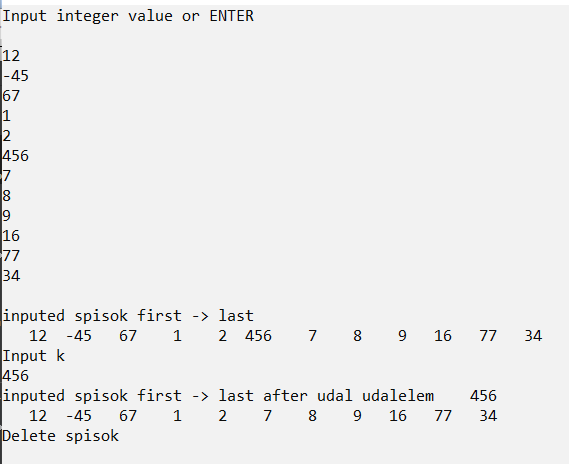 Input integer value or ENTER
12
-45
67
1
2
456
7
8
9
16
77
34
inputed spisok first -> last
12 -45 67 1 2 456 7 8 9 16 77 34
Input k
456
inputed spisok first -> last after udal udalelem 456
12 -45 67 1 2 7 8 9 16 77 34
Delete spisok